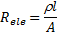 R_ele = ρl/A